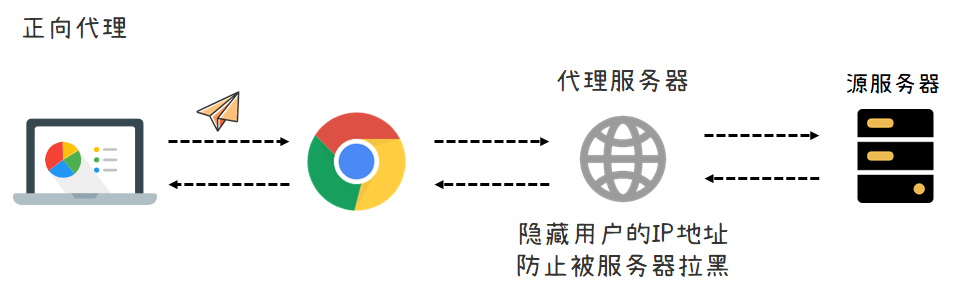 正向代理
代理服务器
源服务器
隐藏用户的IP地址
防止被服务器拉黑